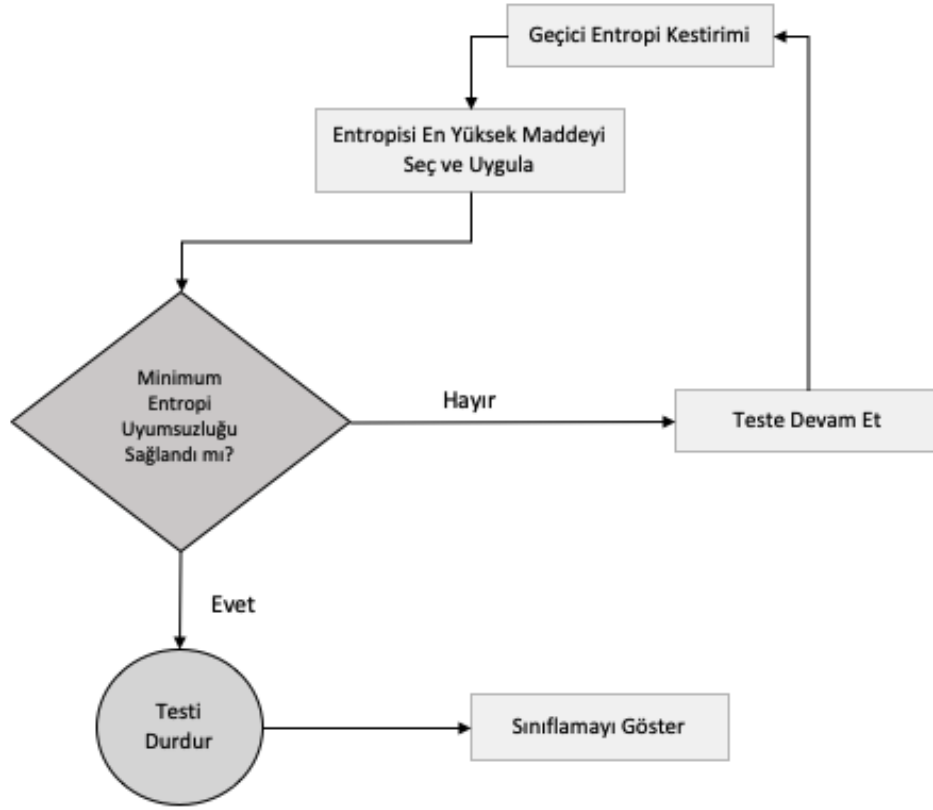 Geçici Entropi Kestirimi
Entropisi En Yüksek Maddeyi
Seç ve Uygula
Minimum
Entropi
Uyumsuzluğu
Sağlandı mı?
Hayır
Teste Devam Et
Evet
Testi
Durdur
Sınıflamayı Göster